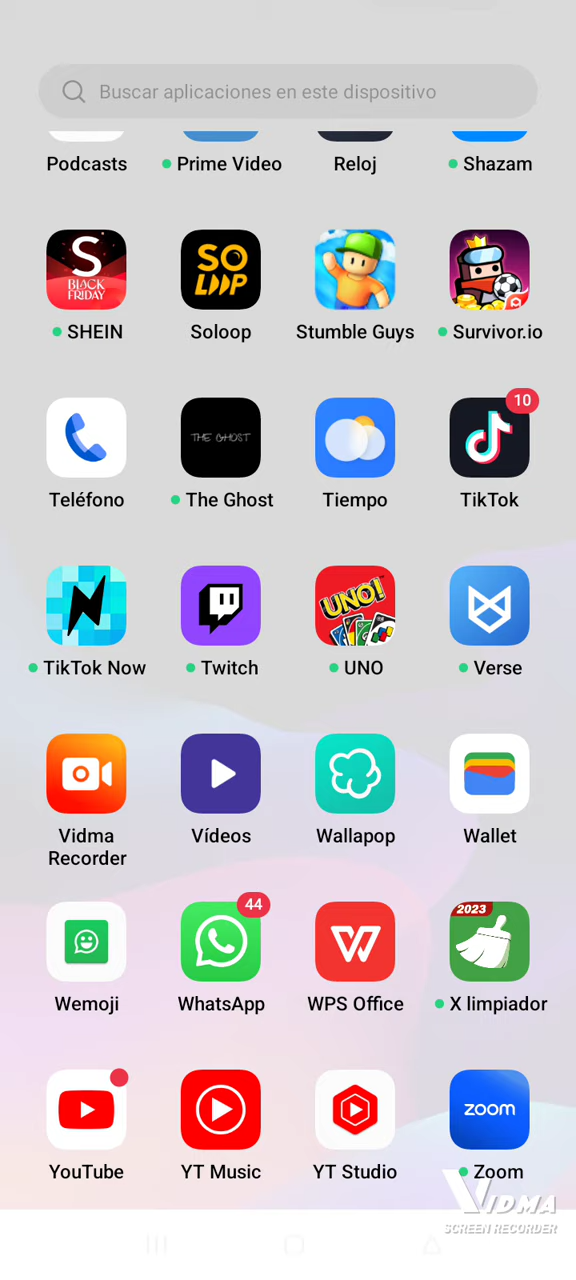 Buscar aplicaciones en este dispositivo
Podcasts
Prime Video
Reloj
Shazam
S
BLACK
FRIDAY
SO
LOOP
SHEIN
Soloop
Stumble Guys
Survivor.io
THE GHOST
10
Teléfono
The Ghost
Tiempo
TikTok
UNO!
TikTok Now
Twitch
UNO
Verse
Vidma
Recorder
Vídeos
Wallapop
Wallet
44
W
2023
Wemoji
WhatsApp
WPS Office
X limpiador
zoom
YouTube
YT Music
YT Studio
Zoom
VIDMA
SCREEN RECORDER